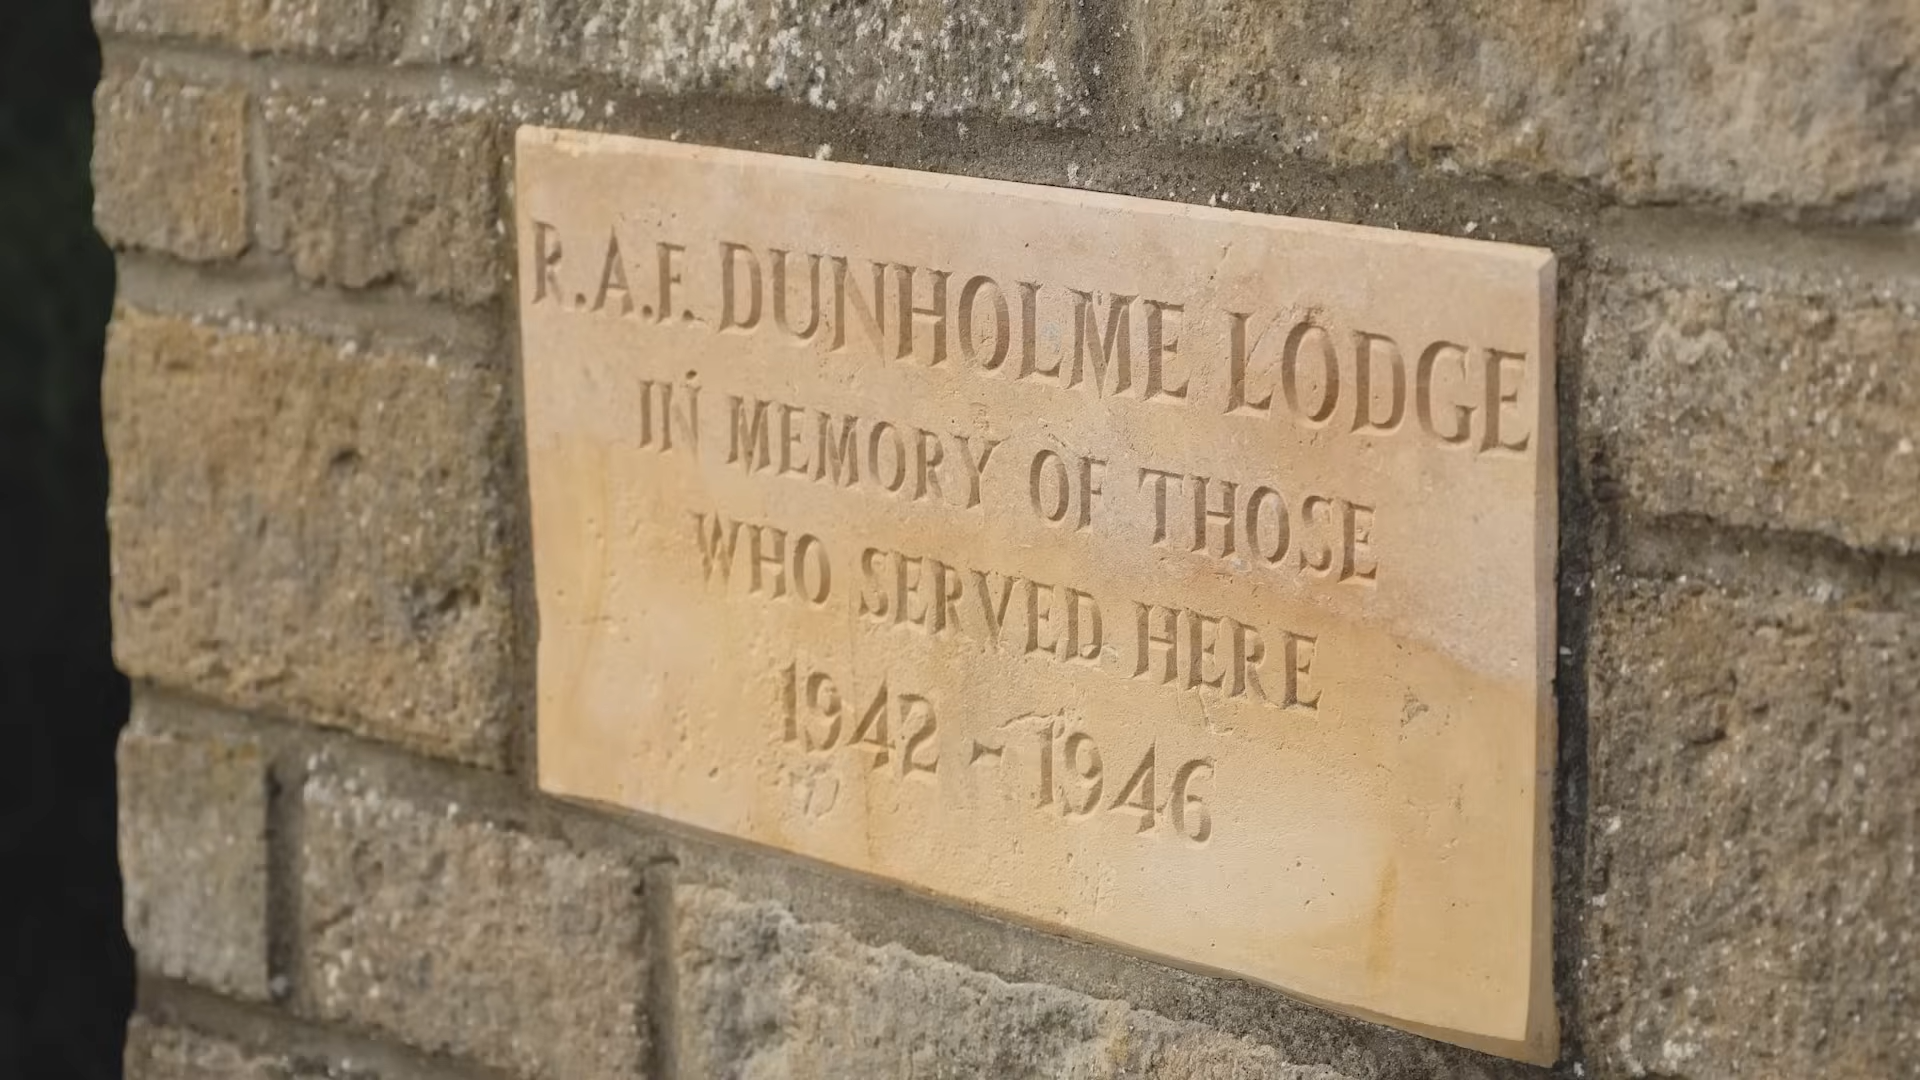 R.A.F. DUNHOLME LODGE
IN MEMORY OF THOSE
WHO SERVED HERE
1942 - 1946